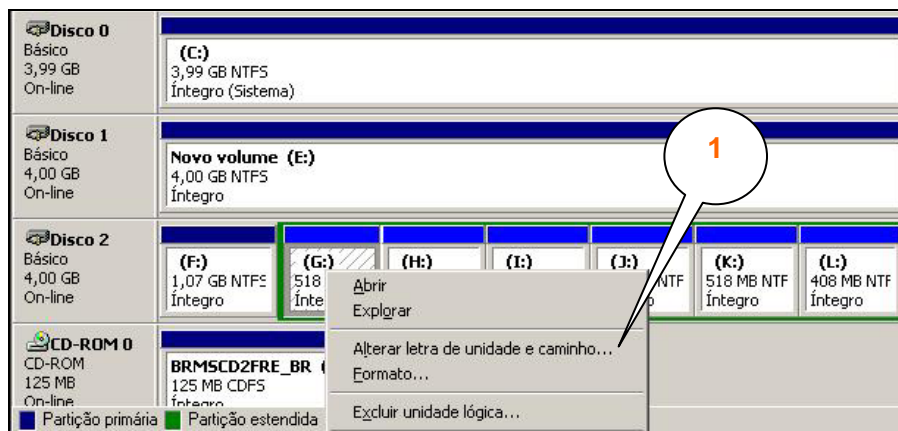 Disco 0
Básico
3,99 GB
On-line
(C:)
3,99 GB NTFS
Íntegro (Sistema)
Disco 1
Básico
4,00 GB
On-line
Novo volume (E:)
4,00 GB NTFS
Íntegro
1
Disco 2
Básico
4,00 GB
On-line
(F:)
1,07 GB NTFS
Íntegro
(G:)
518
Ínte
(H:)
(I:)
(J:)
NTF
(K:)
518 MB NTF
Íntegro
(L:)
408 MB NTF
Íntegro
Abrir
Explorar
Alterar letra de unidade e caminho...
Formato...
Excluir unidade lógica...
CD-ROM 0
CD-ROM
125 MB
On-line
BRMSCD2FRE_BR (
125 MB CDFS
Íntegro
Partição primária
Partição estendida